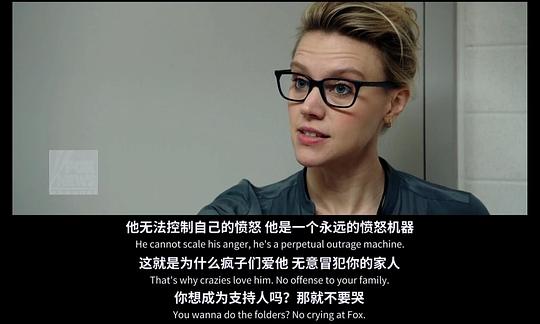 他无法控制自己的愤怒 他是一个永远的愤怒机器
He cannot scale his anger, he's a perpetual outrage machine.
这就是为什么疯子们爱他 无意冒犯你的家人
That's why crazies love him. No offense to your family.
你想成为支持人吗？那就不要哭
You wanna do the folders? No crying at Fox.